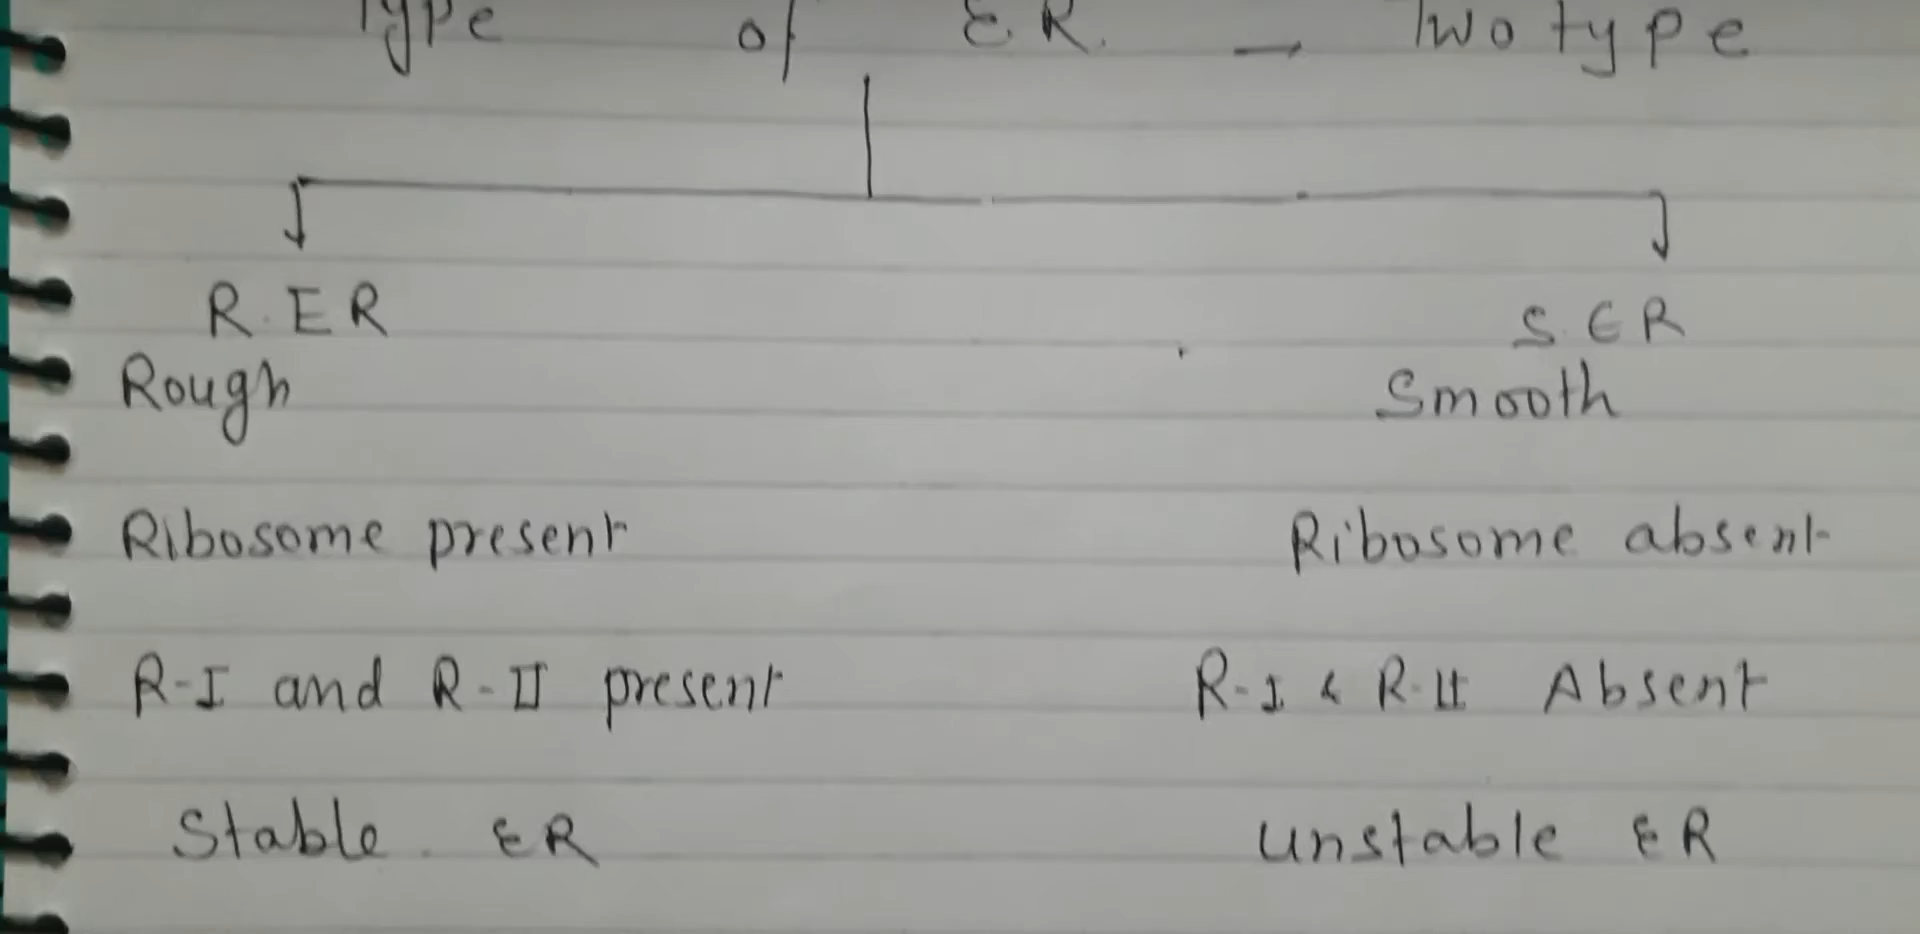 Type of E.R. - Two type
R.ER S.ER
Rough Smooth
Ribosome present Ribosome absent
R-I and R-II present R-I & R-II Absent
Stable ER Unstable ER